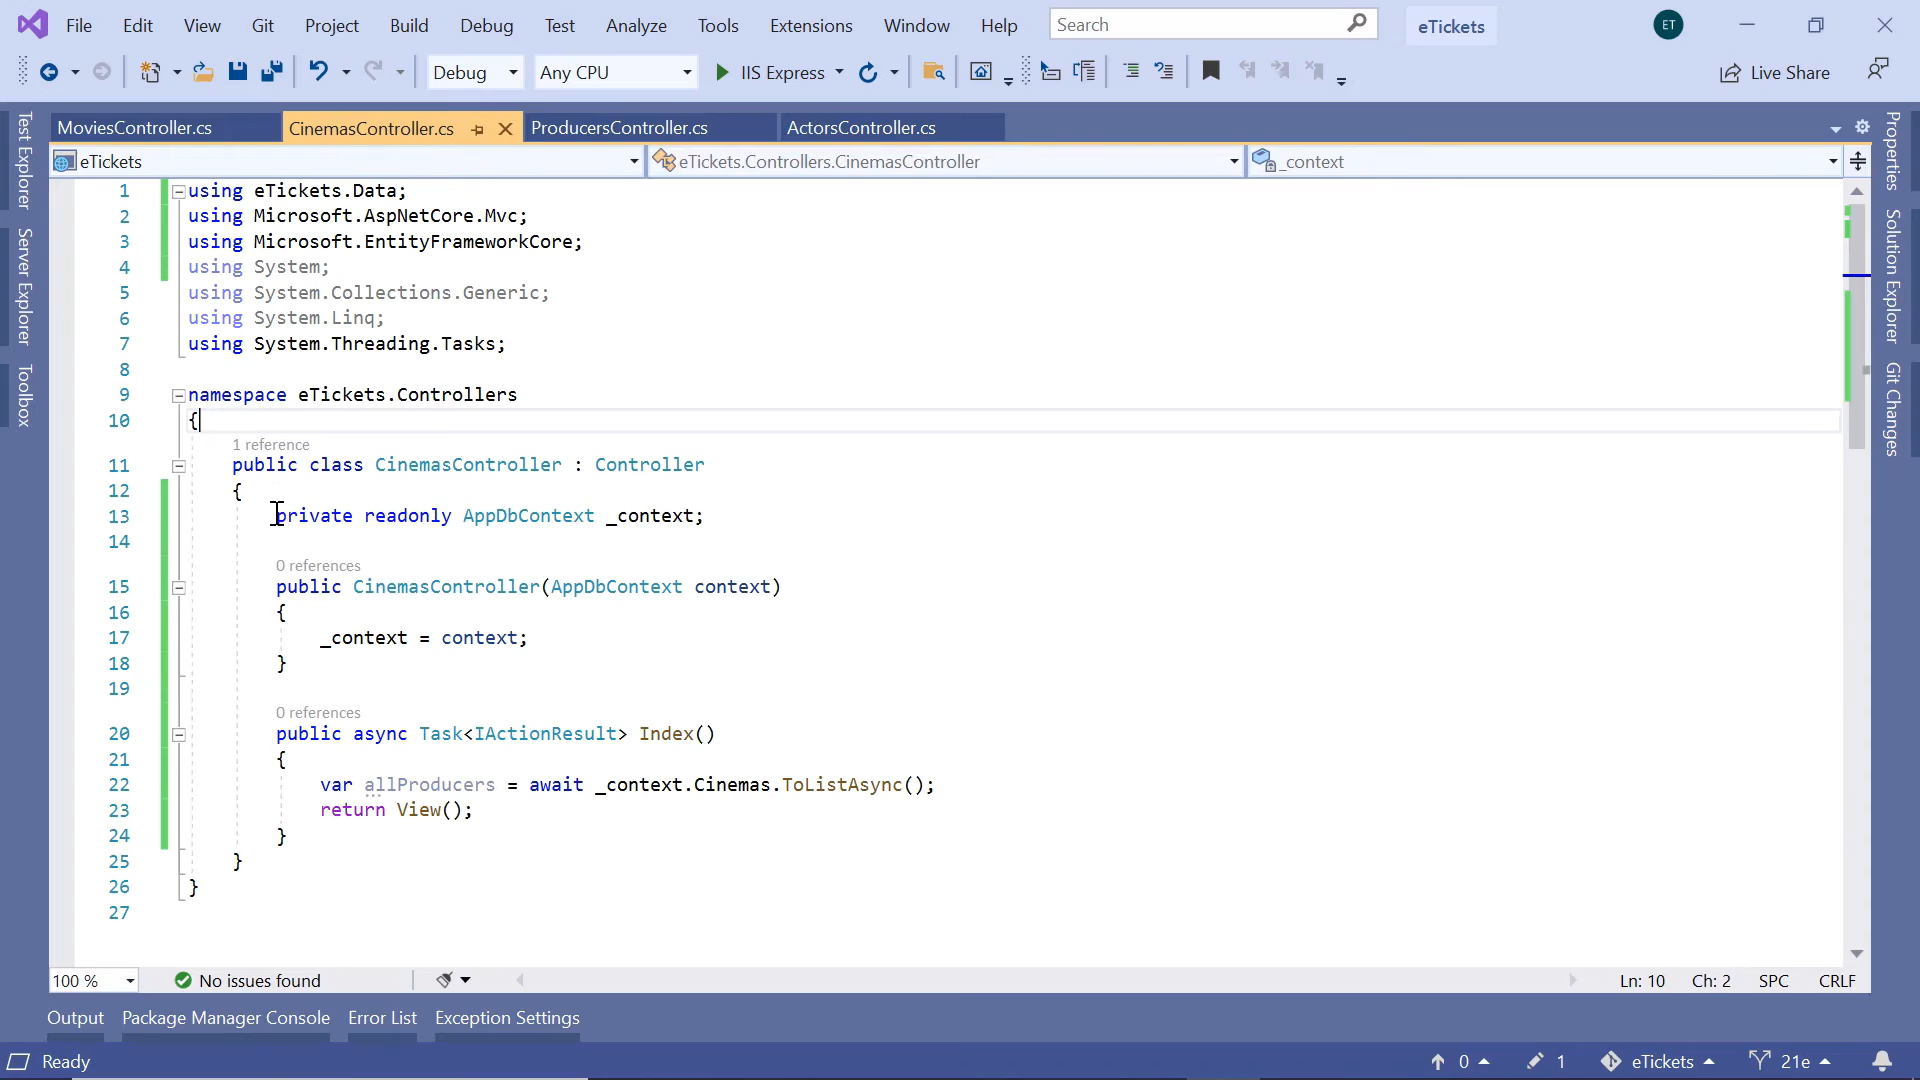 File Edit View Git Project Build Debug Test Analyze Tools Extensions Window Help Search eTickets ET
Debug Any CPU IIS Express Live Share
MoviesController.cs CinemasController.cs ProducersController.cs ActorsController.cs
eTickets eTickets.Controllers.CinemasController _context
Test Explorer
Server Explorer
Toolbox
1 using eTickets.Data;
2 using Microsoft.AspNetCore.Mvc;
3 using Microsoft.EntityFrameworkCore;
4 using System;
5 using System.Collections.Generic;
6 using System.Linq;
7 using System.Threading.Tasks;
8
9 namespace eTickets.Controllers
10 {
1 reference
11 public class CinemasController : Controller
12 {
13 private readonly AppDbContext _context;
14
0 references
15 public CinemasController(AppDbContext context)
16 {
17 _context = context;
18 }
19
0 references
20 public async Task<IActionResult> Index()
21 {
22 var allProducers = await _context.Cinemas.ToListAsync();
23 return View();
24 }
25 }
26 }
27
Properties
Solution Explorer
Git Changes
100 % No issues found Ln: 10 Ch: 2 SPC CRLF
Output Package Manager Console Error List Exception Settings
Ready 0 1 eTickets 21e